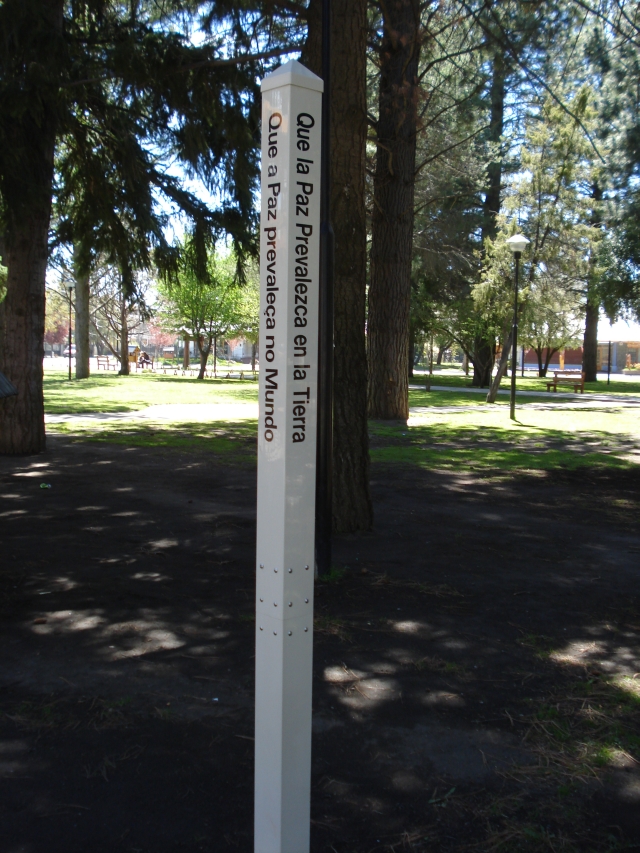 Que a Paz prevaleça no Mundo
Que la Paz Prevalezca en la Tierra